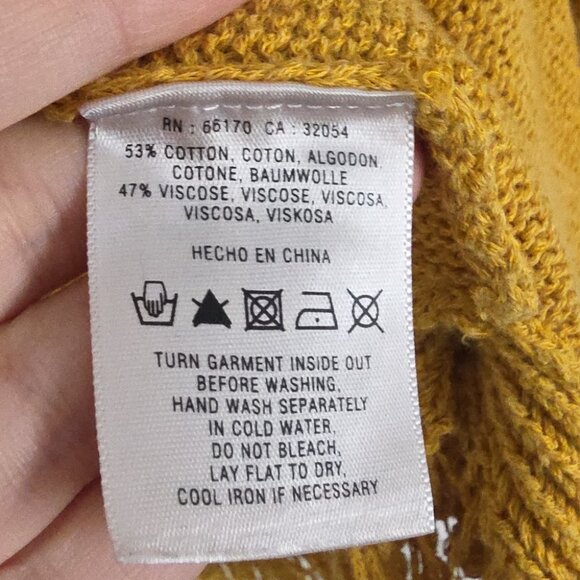 RN : 66170 CA : 32054
53% COTTON, COTON, ALGODON
COTONE, BAUMWOLLE
47% VISCOSE, VISCOSE, VISCOSA,
VISCOSA, VISKOSA
HECHO EN CHINA
TURN GARMENT INSIDE OUT
BEFORE WASHING,
HAND WASH SEPARATELY
IN COLD WATER,
DO NOT BLEACH,
LAY FLAT TO DRY,
COOL IRON IF NECESSARY